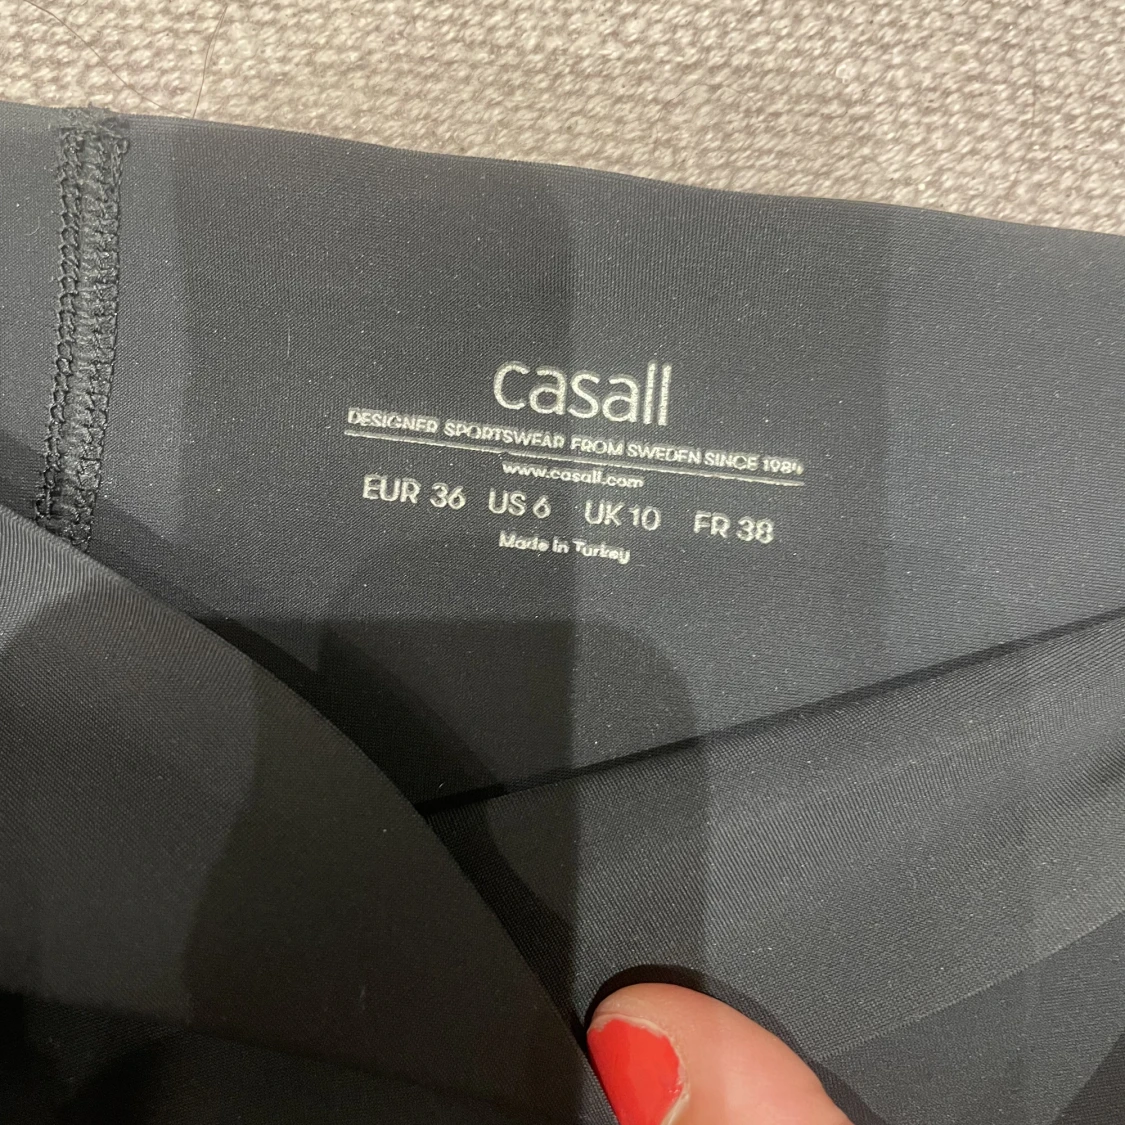 casall
DESIGNER SPORTSWEAR FROM SWEDEN SINCE 1984
www.casall.com
EUR 36 US 6 UK 10 FR 38
Made in Turkey